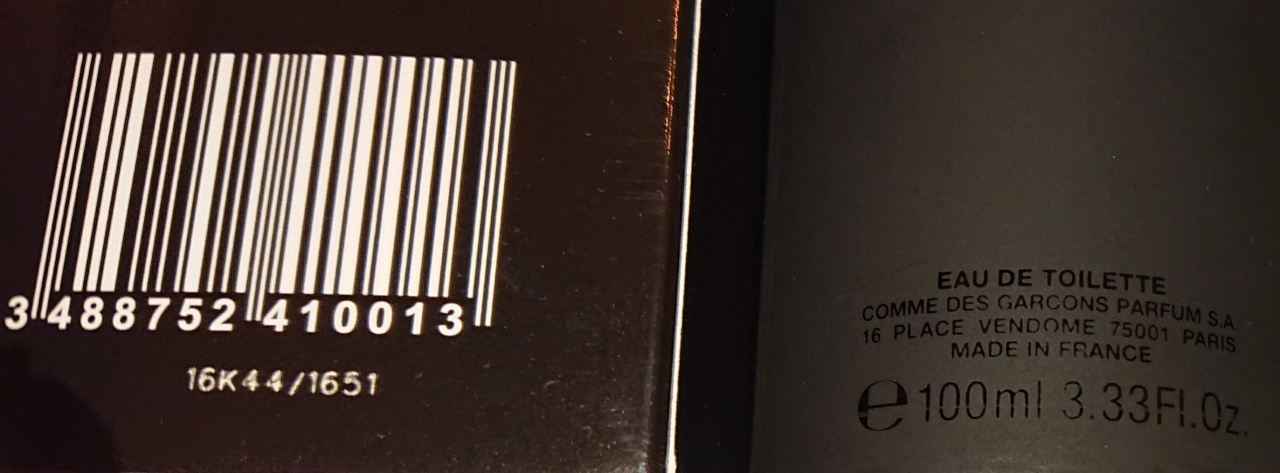 3 488752 410013
16K44/1651
EAU DE TOILETTE
COMME DES GARCONS PARFUM S.A.
16 PLACE VENDOME 75001 PARIS
MADE IN FRANCE
e 100ml 3.33Fl.Oz.